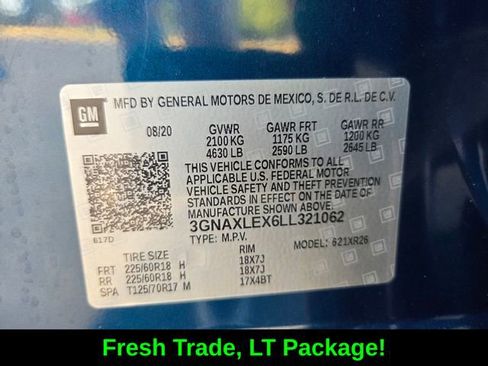 GM
MFD BY GENERAL MOTORS DE MEXICO, S. DE R.L. DE C.V.
08/20 GVWR GAWR FRT GAWR RR
2100 KG 1175 KG 1200 KG
4630 LB 2590 LB 2645 LB
THIS VEHICLE CONFORMS TO ALL
APPLICABLE U.S. FEDERAL MOTOR
VEHICLE SAFETY AND THEFT PREVENTION
STANDARDS IN EFFECT ON THE DATE OF
MANUFACTURE SHOWN ABOVE.
3GNAXLEX6LL321062
617D TYPE: M.P.V. MODEL: 621XR26
TIRE SIZE RIM
FRT 225/60R18 H 18X7J
RR 225/60R18 H 18X7J
SPA T125/70R17 M 17X4BT
Fresh Trade, LT Package!